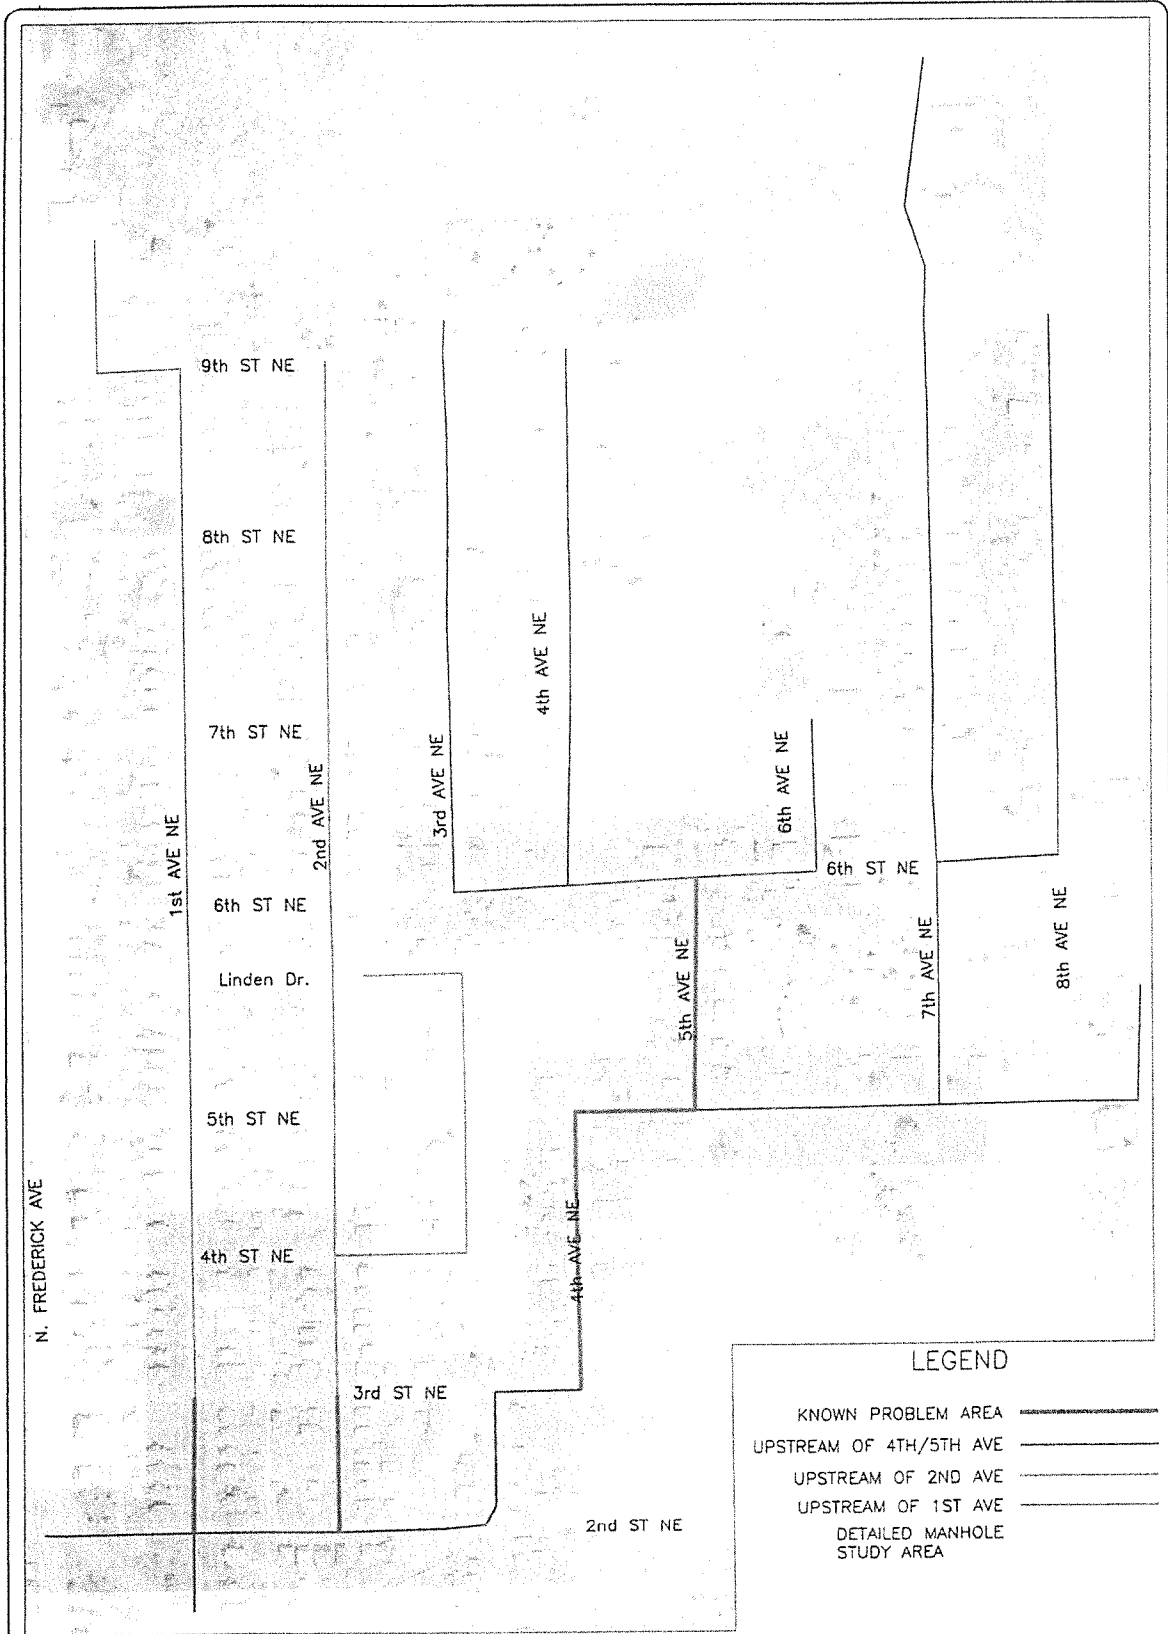 9th ST NE
8th ST NE
4th AVE NE
7th ST NE
3rd AVE NE
6th AVE NE
2nd AVE NE
1st AVE NE
6th ST NE
6th ST NE
8th AVE NE
7th AVE NE
5th AVE NE
Linden Dr.
5th ST NE
N. FREDERICK AVE
4th AVE NE
4th ST NE
3rd ST NE
2nd ST NE
LEGEND
KNOWN PROBLEM AREA
UPSTREAM OF 4TH/5TH AVE
UPSTREAM OF 2ND AVE
UPSTREAM OF 1ST AVE
DETAILED MANHOLE
STUDY AREA